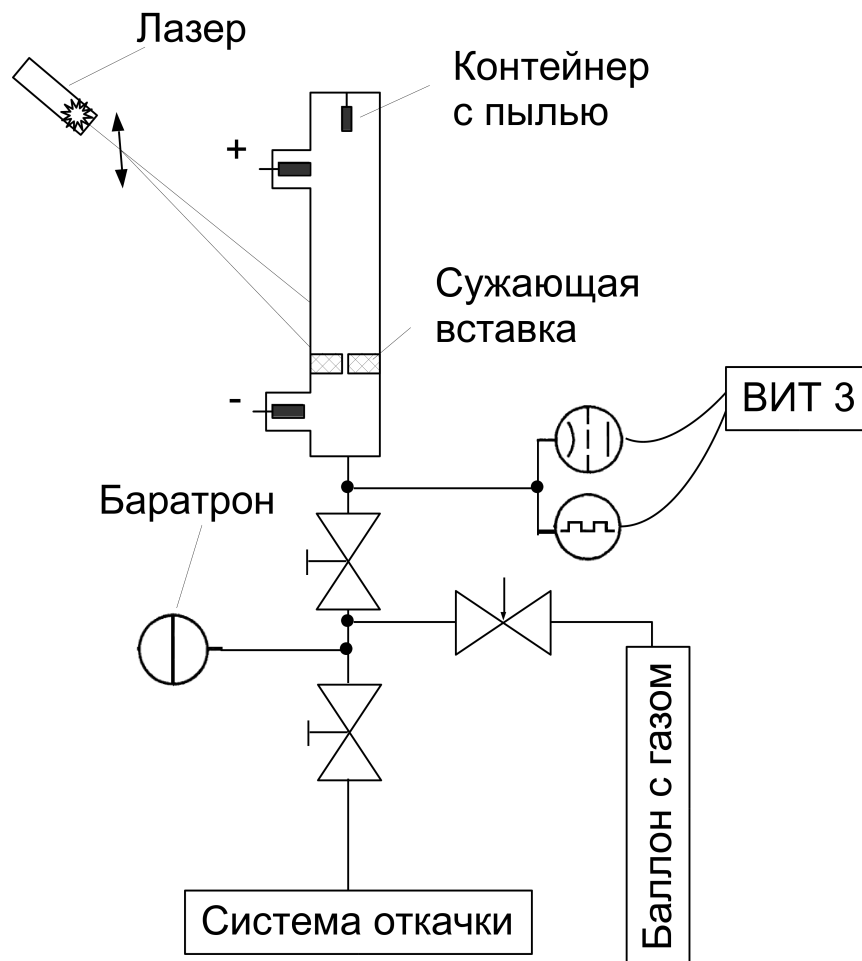 Лазер
Контейнер
с пылью
+
Сужающая
вставка
-
ВИТ 3
Баратрон
Баллон с газом
Система откачки